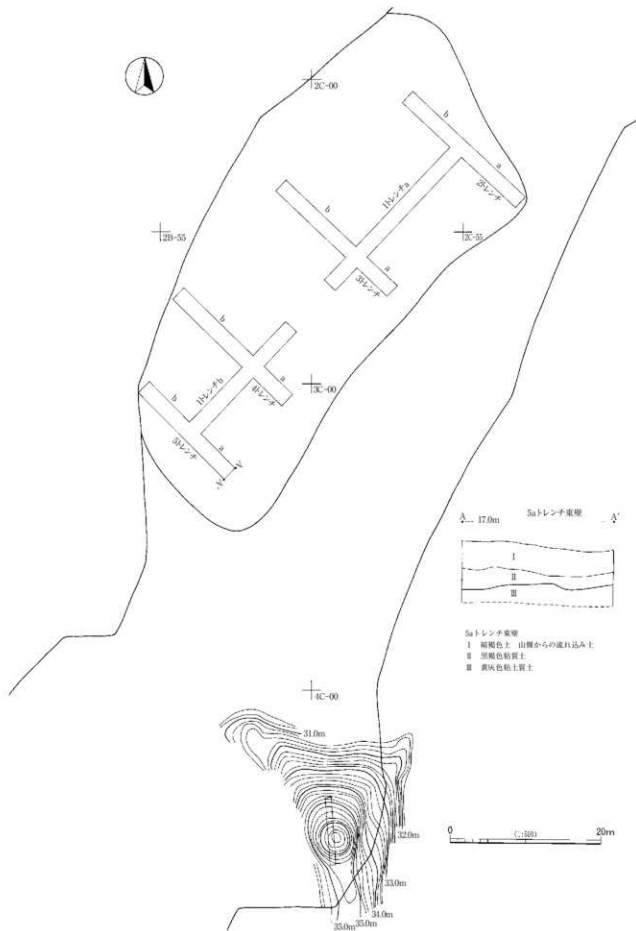 2C-00
b
a
1トレンチa
2トレンチ
b
2B-55
2C-55
a
3トレンチ
b
a
1トレンチb
4トレンチ
3C-00
b
a
5トレンチ
A
A´
5aトレンチ東壁
A 17.0m A´
Ⅰ
Ⅱ
Ⅲ
5aトレンチ東壁
Ⅰ 暗褐色土 山側からの流れ込み土
Ⅱ 黒褐色粘質土
Ⅲ 黄灰色粘土質土
4C-00
31.0m
32.0m
33.0m
34.0m
35.0m
35.0m
0 (1:500) 20m